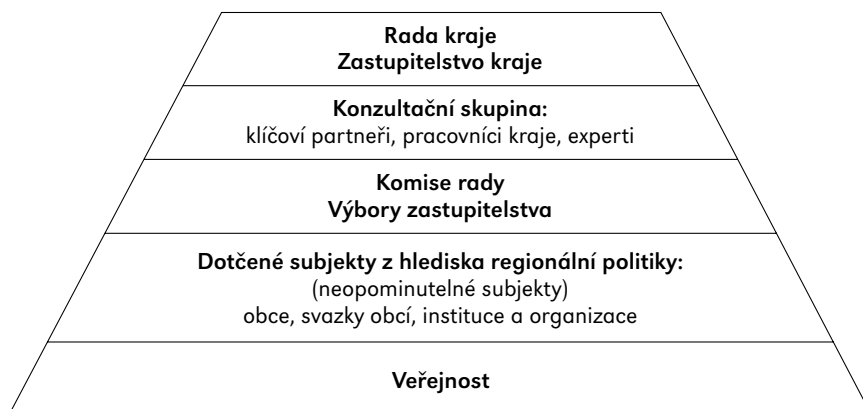 Rada kraje
Zastupitelstvo kraje
Konzultační skupina:
klíčoví partneři, pracovníci kraje, experti
Komise rady
Výbory zastupitelstva
Dotčené subjekty z hlediska regionální politiky:
(neopominutelné subjekty)
obce, svazky obcí, instituce a organizace
Veřejnost